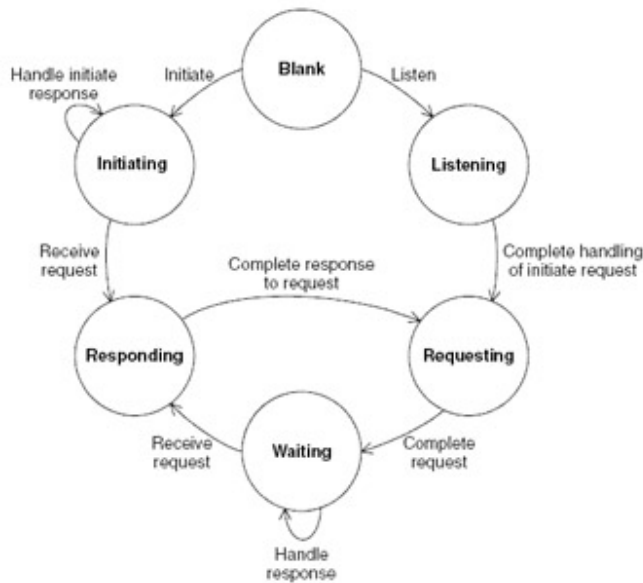 Blank
Handle initiate
response
Initiate
Listen
Initiating
Listening
Receive
request
Complete response
to request
Complete handling
of initiate request
Responding
Requesting
Receive
request
Waiting
Complete
request
Handle
response